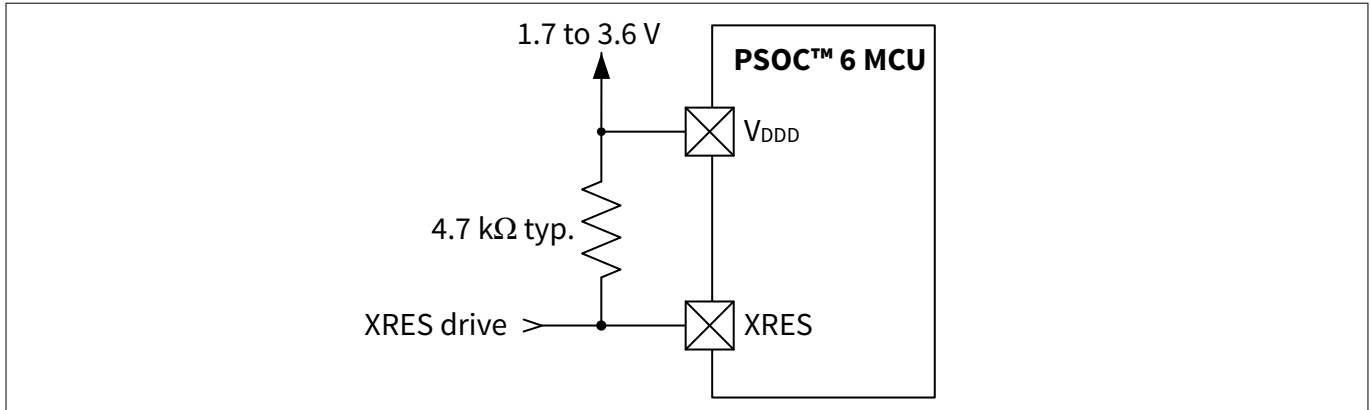 1.7 to 3.6 V
PSOC™ 6 MCU
VDDD
4.7 kΩ typ.
XRES drive
XRES